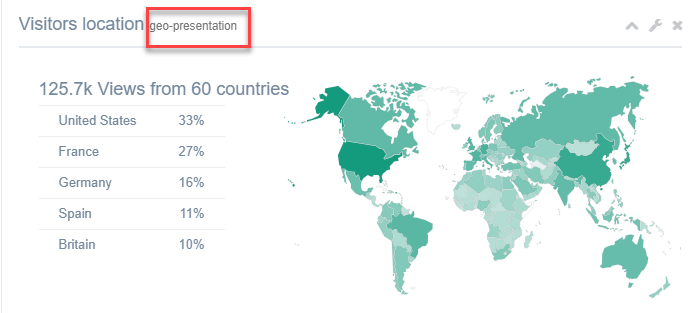 Visitors location geo-presentation
125.7k Views from 60 countries
United States 33%
France 27%
Germany 16%
Spain 11%
Britain 10%